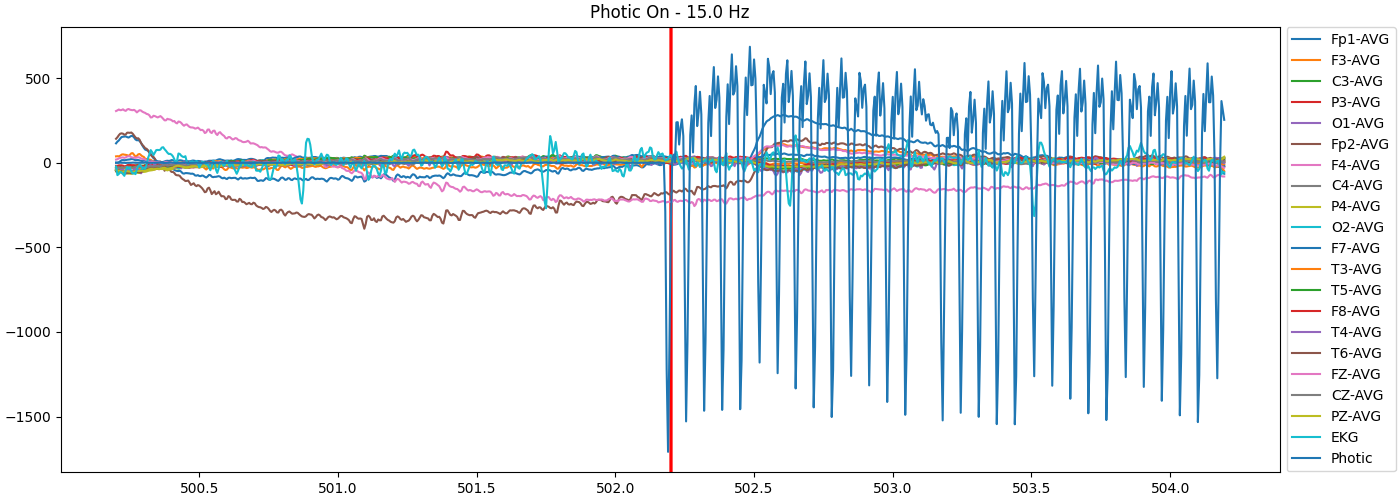 Photic On - 15.0 Hz
500
0
−500
−1000
−1500
500.5 501.0 501.5 502.0 502.5 503.0 503.5 504.0
Fp1-AVG
F3-AVG
C3-AVG
P3-AVG
O1-AVG
Fp2-AVG
F4-AVG
C4-AVG
P4-AVG
O2-AVG
F7-AVG
T3-AVG
T5-AVG
F8-AVG
T4-AVG
T6-AVG
FZ-AVG
CZ-AVG
PZ-AVG
EKG
Photic